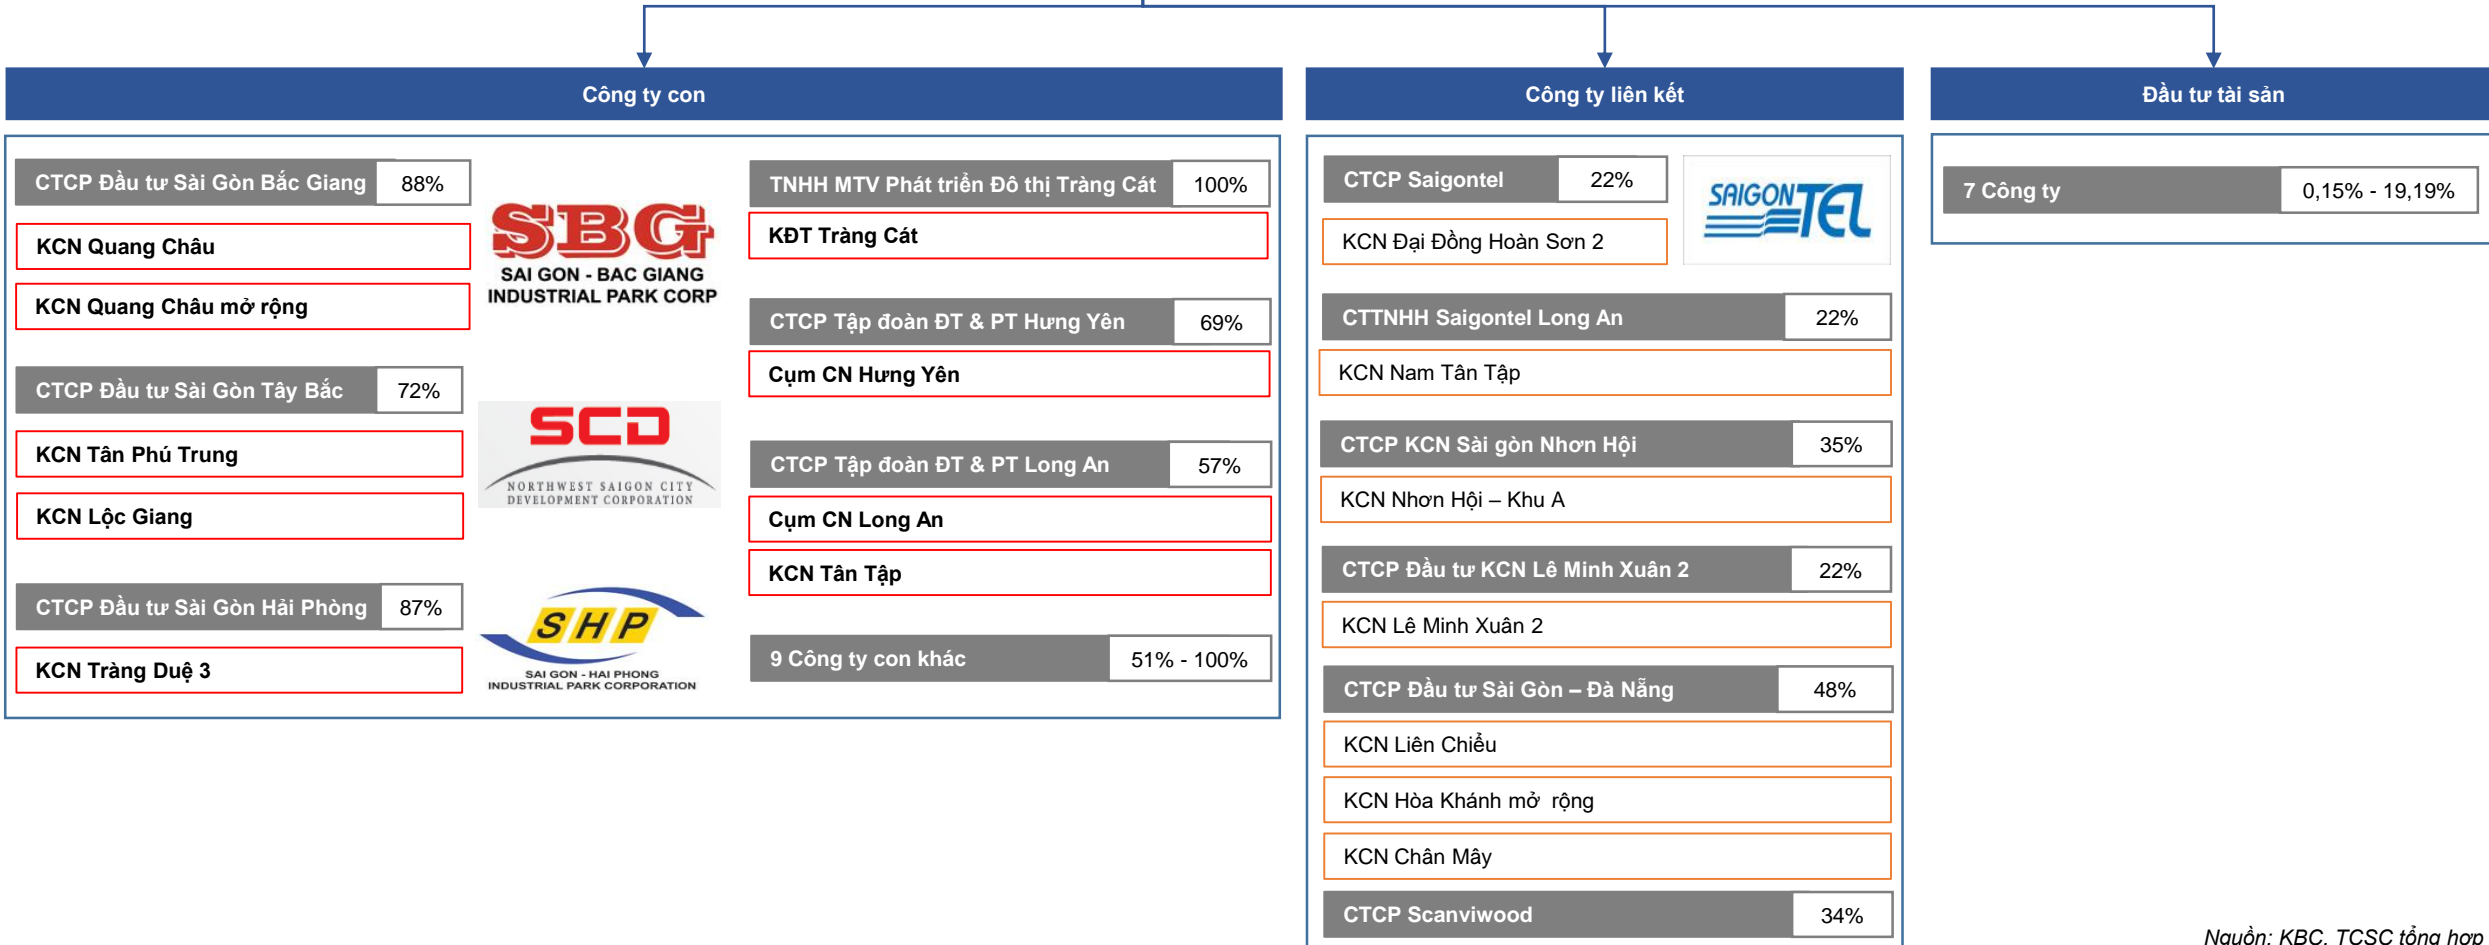 Công ty con
CTCP Đầu tư Sài Gòn Bắc Giang 88%
KCN Quang Châu
KCN Quang Châu mở rộng
SBG
SAI GON - BAC GIANG
INDUSTRIAL PARK CORP
CTCP Đầu tư Sài Gòn Tây Bắc 72%
KCN Tân Phú Trung
KCN Lộc Giang
SCD
NORTHWEST SAIGON CITY
DEVELOPMENT CORPORATION
CTCP Đầu tư Sài Gòn Hải Phòng 87%
KCN Tràng Duệ 3
SHP
SAI GON - HAI PHONG
INDUSTRIAL PARK CORPORATION
TNHH MTV Phát triển Đô thị Tràng Cát 100%
KĐT Tràng Cát
CTCP Tập đoàn ĐT & PT Hưng Yên 69%
Cụm CN Hưng Yên
CTCP Tập đoàn ĐT & PT Long An 57%
Cụm CN Long An
KCN Tân Tập
9 Công ty con khác 51% - 100%
Công ty liên kết
CTCP Saigontel 22%
SAIGONTEL
KCN Đại Đồng Hoàn Sơn 2
CTTNHH Saigontel Long An 22%
KCN Nam Tân Tập
CTCP KCN Sài gòn Nhơn Hội 35%
KCN Nhơn Hội – Khu A
CTCP Đầu tư KCN Lê Minh Xuân 2 22%
KCN Lê Minh Xuân 2
CTCP Đầu tư Sài Gòn – Đà Nẵng 48%
KCN Liên Chiểu
KCN Hòa Khánh mở rộng
KCN Chân Mây
CTCP Scanviwood 34%
Đầu tư tài sản
7 Công ty 0,15% - 19,19%
Nguồn: KBC, TCSC tổng hợp